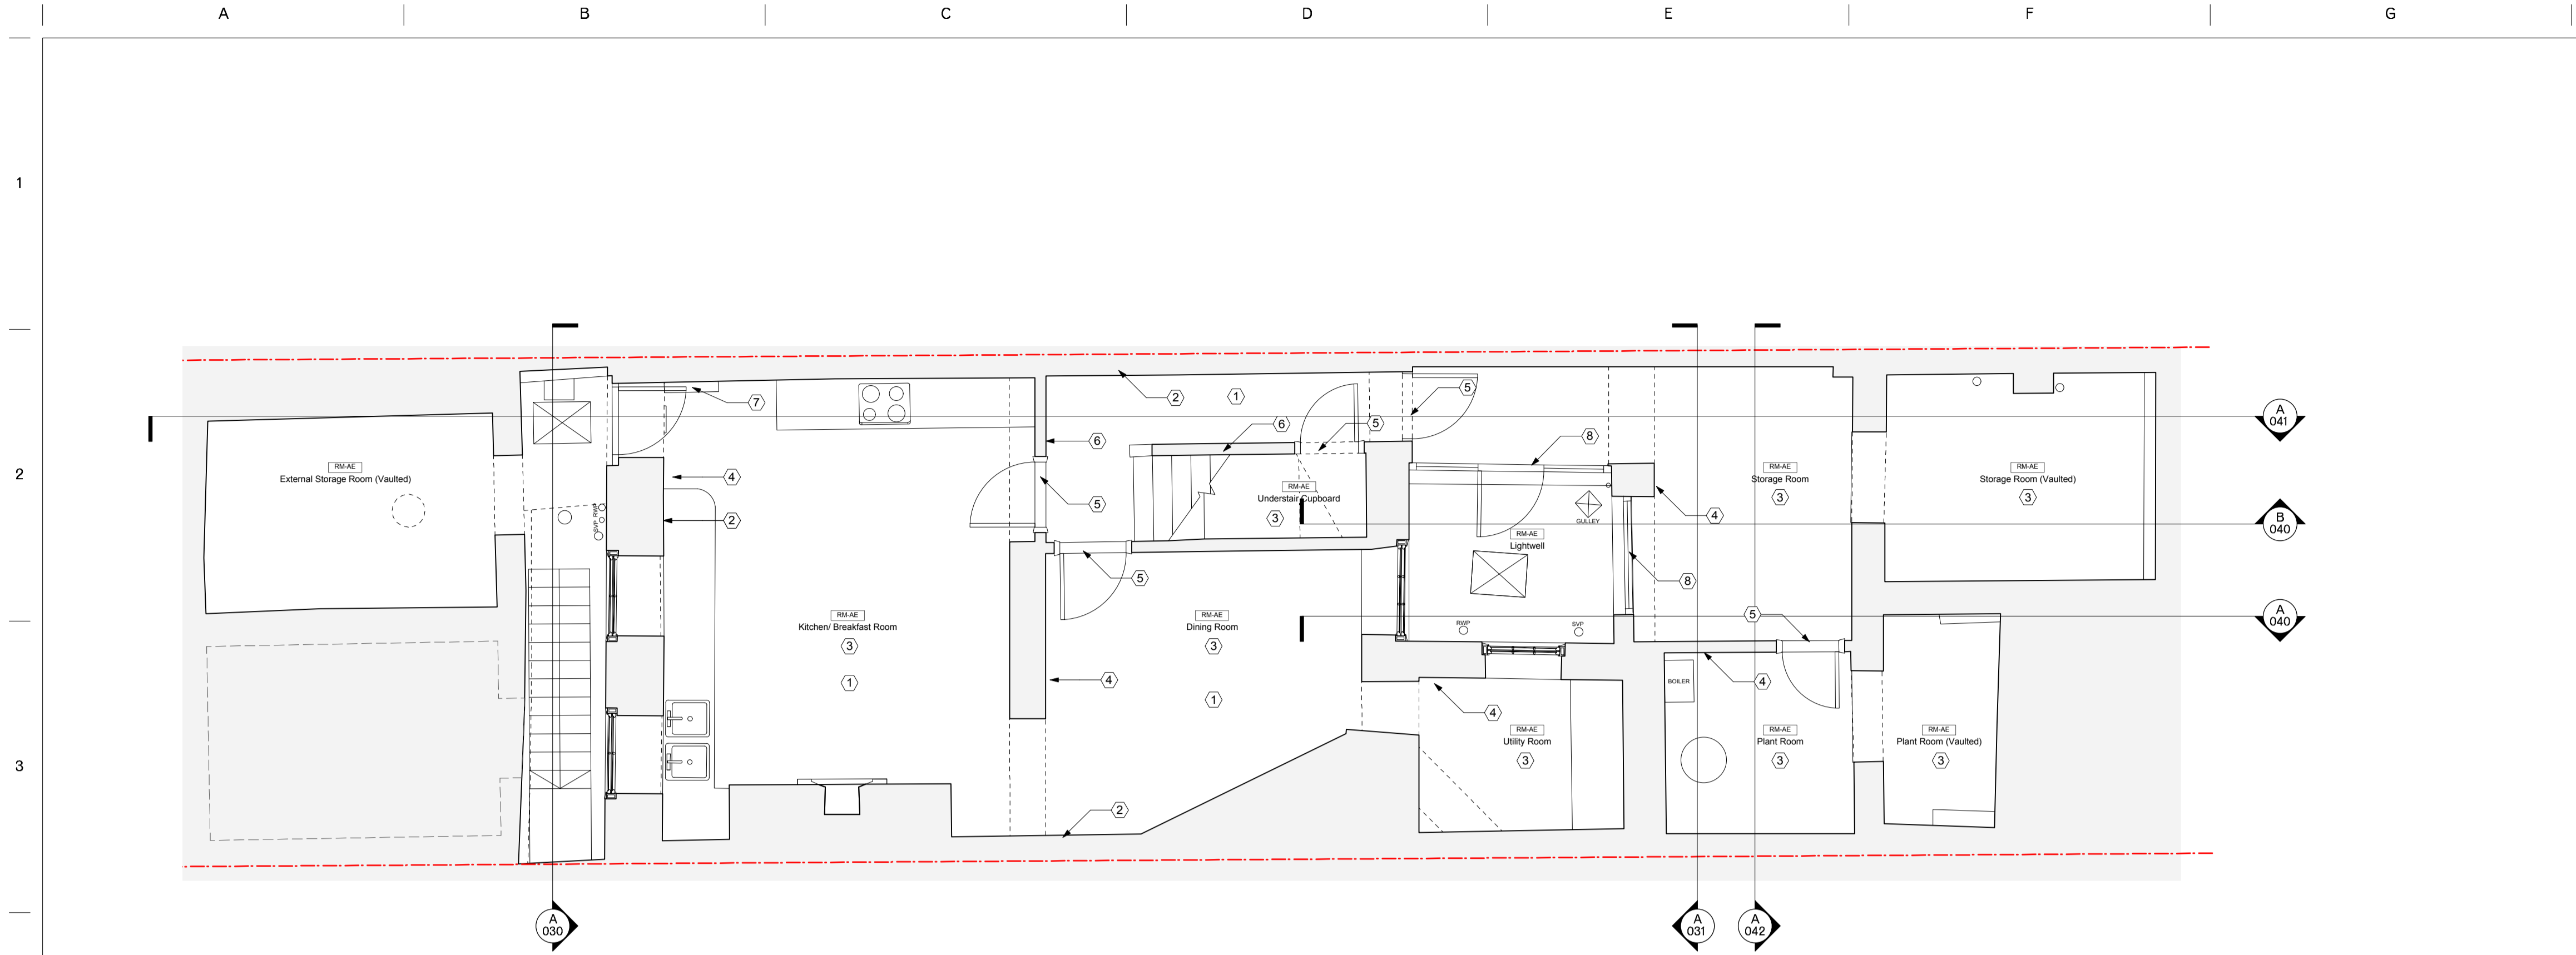 A B C D E F G
1
2 1 5
7
A
041
6 6 5
8
2
RM-AE
External Storage Room (Vaulted)
4
5
RM-AE
Understair Cupboard
3
RM-AE
Storage Room
3
RM-AE
Storage Room (Vaulted)
3
SVP RWP
2
4
GULLEY
B
040
RM-AE
Lightwell
5
8
RM-AE
Kitchen/ Breakfast Room
3
1
RM-AE
Dining Room
3
1
RWP
SVP
5
A
040
4
4
BOILER
4
3
RM-AE
Utility Room
3
RM-AE
Plant Room
3
RM-AE
Plant Room (Vaulted)
3
2
A
030
A
031
A
042